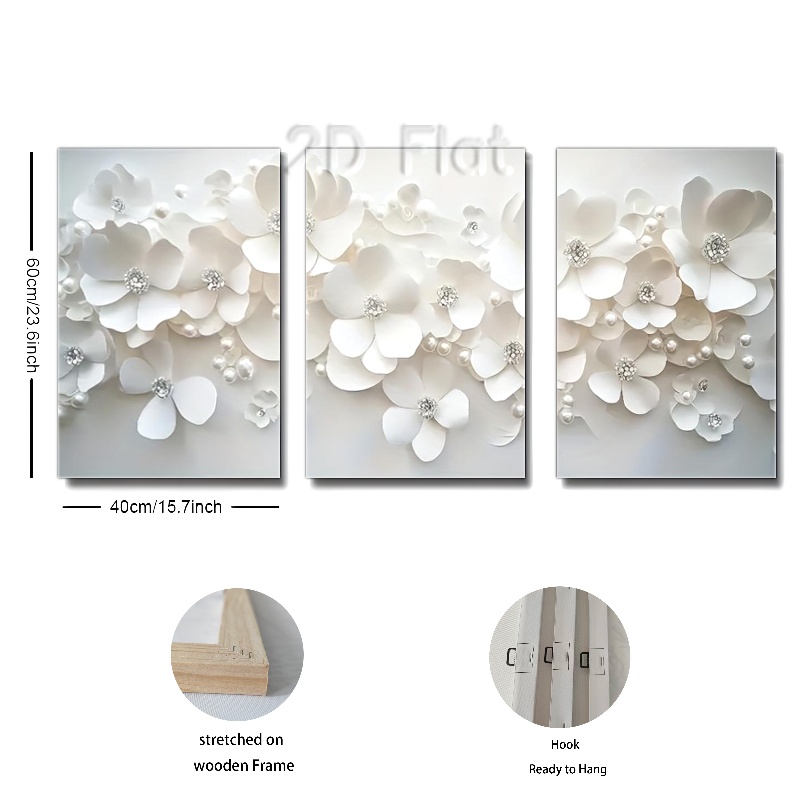 2D Flat
60cm/23.6inch
40cm/15.7inch
stretched on
wooden Frame
Hook
Ready to Hang